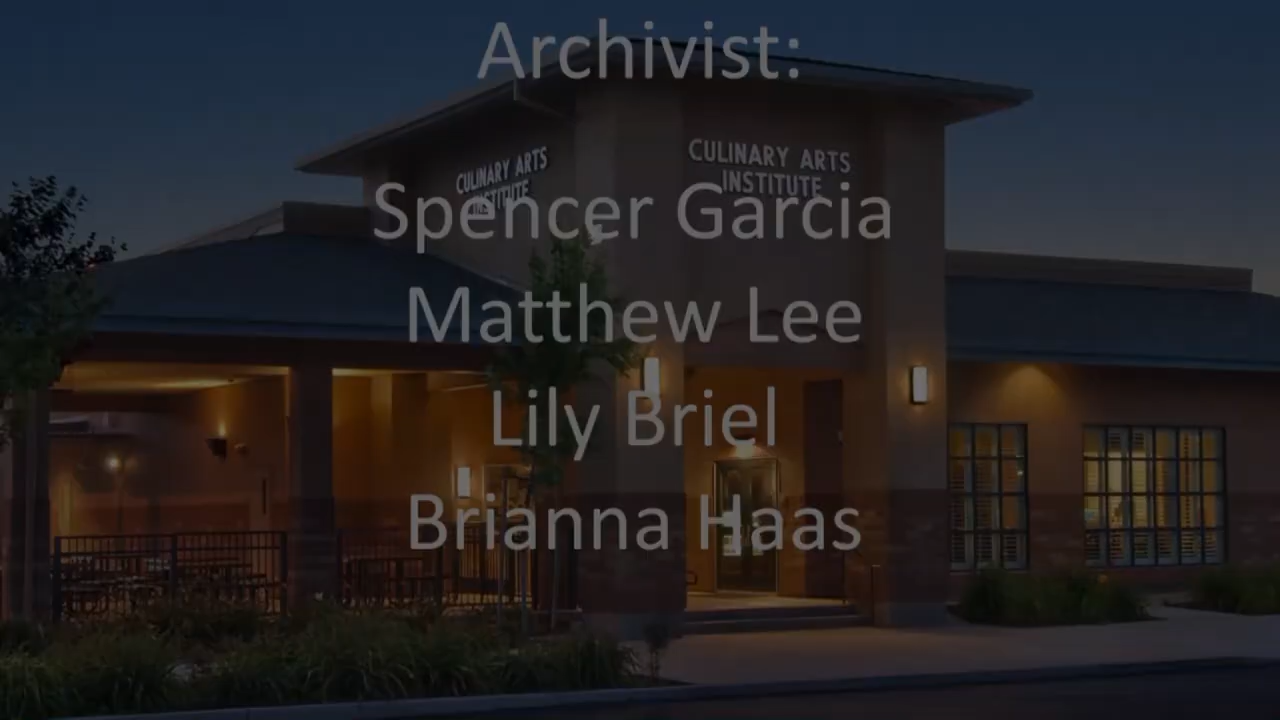 Archivist:
CULINARY ARTS
INSTITUTE
CULINARY ARTS
INSTITUTE
Spencer Garcia
Matthew Lee
Lily Briel
Brianna Haas